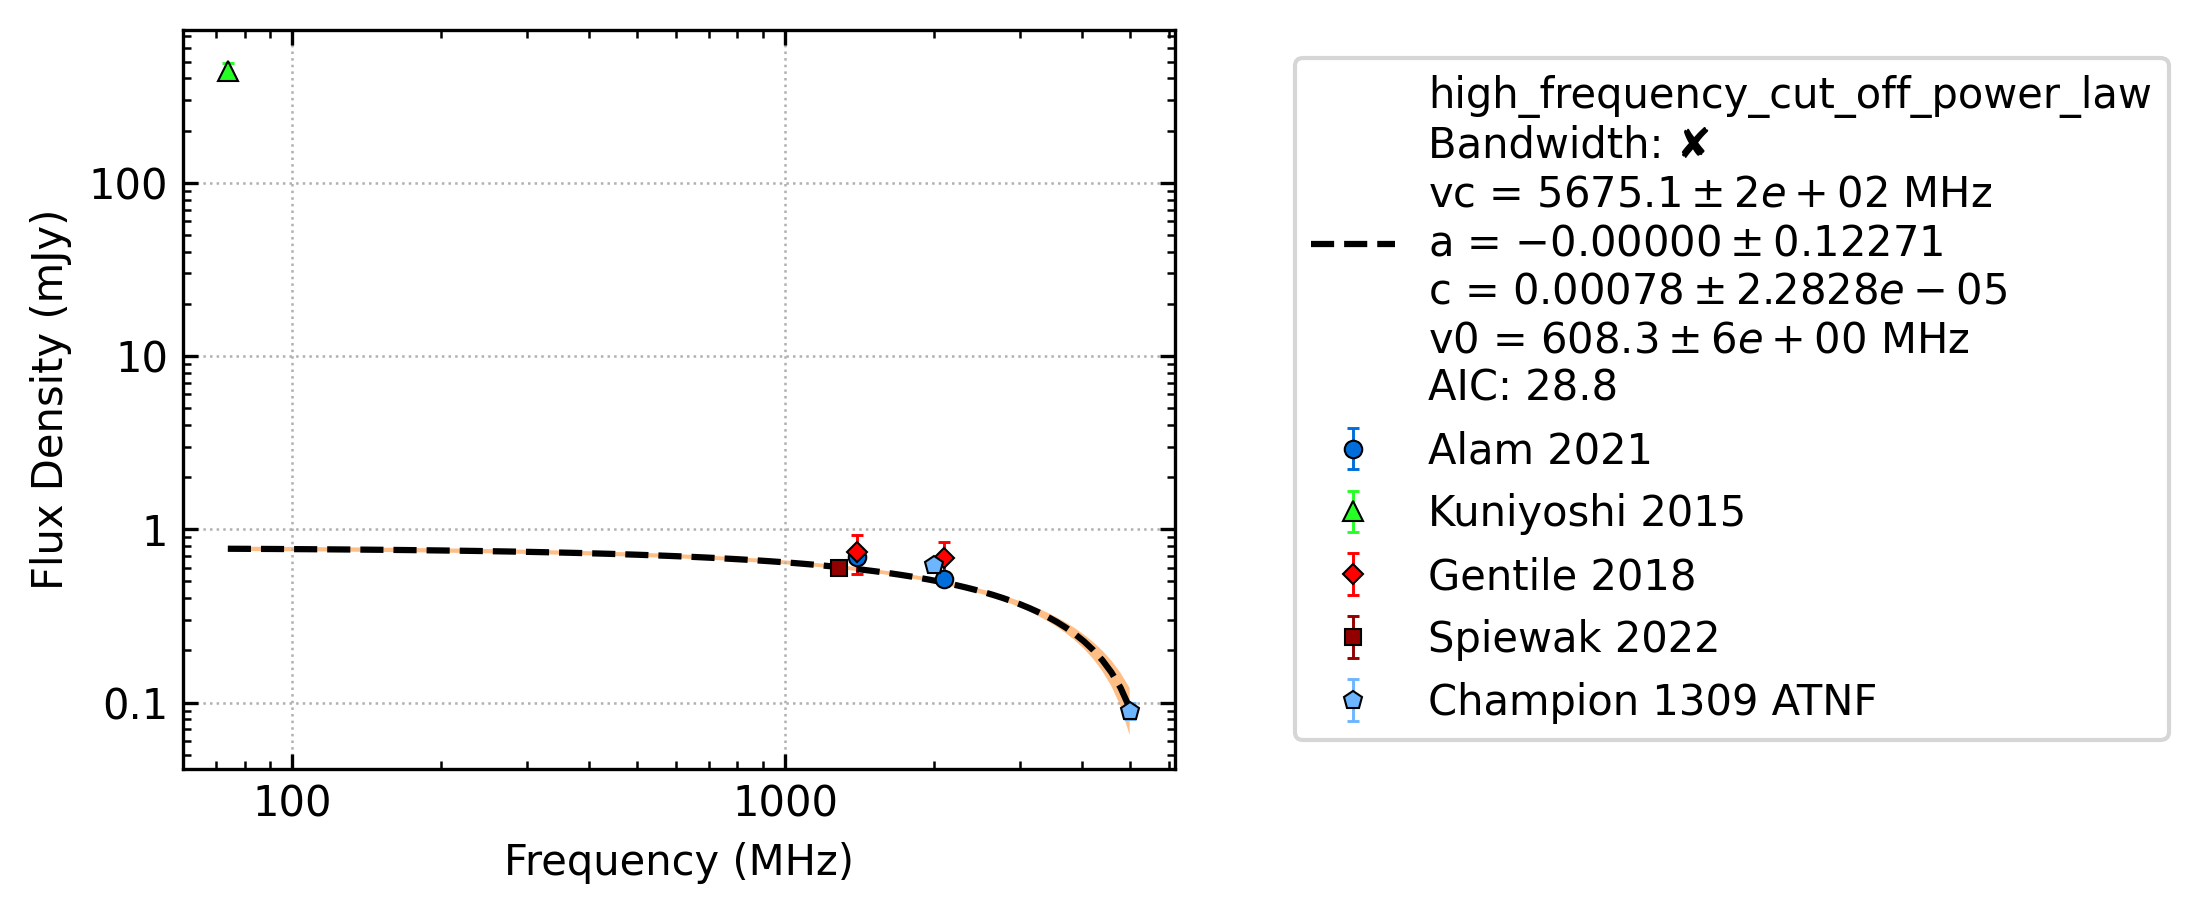 Flux Density (mJy)
100
10
1
0.1
100
1000
Frequency (MHz)
high_frequency_cut_off_power_law
Bandwidth: ✘
vc = 5675.1 ± 2e + 02 MHz
a = −0.00000 ± 0.12271
c = 0.00078 ± 2.2828e − 05
v0 = 608.3 ± 6e + 00 MHz
AIC: 28.8
Alam 2021
Kuniyoshi 2015
Gentile 2018
Spiewak 2022
Champion 1309 ATNF